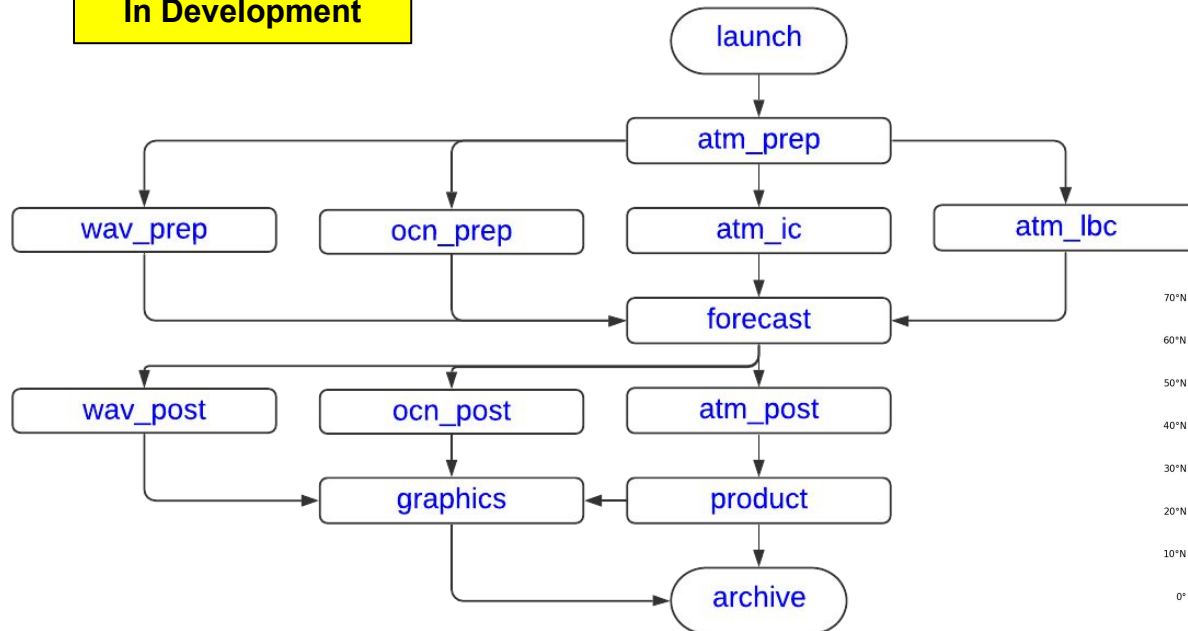 In Development
launch
atm_prep
wav_prep
ocn_prep
atm_ic
atm_lbc
forecast
wav_post
ocn_post
atm_post
graphics
product
archive
70°N
60°N
50°N
40°N
30°N
20°N
10°N
0°